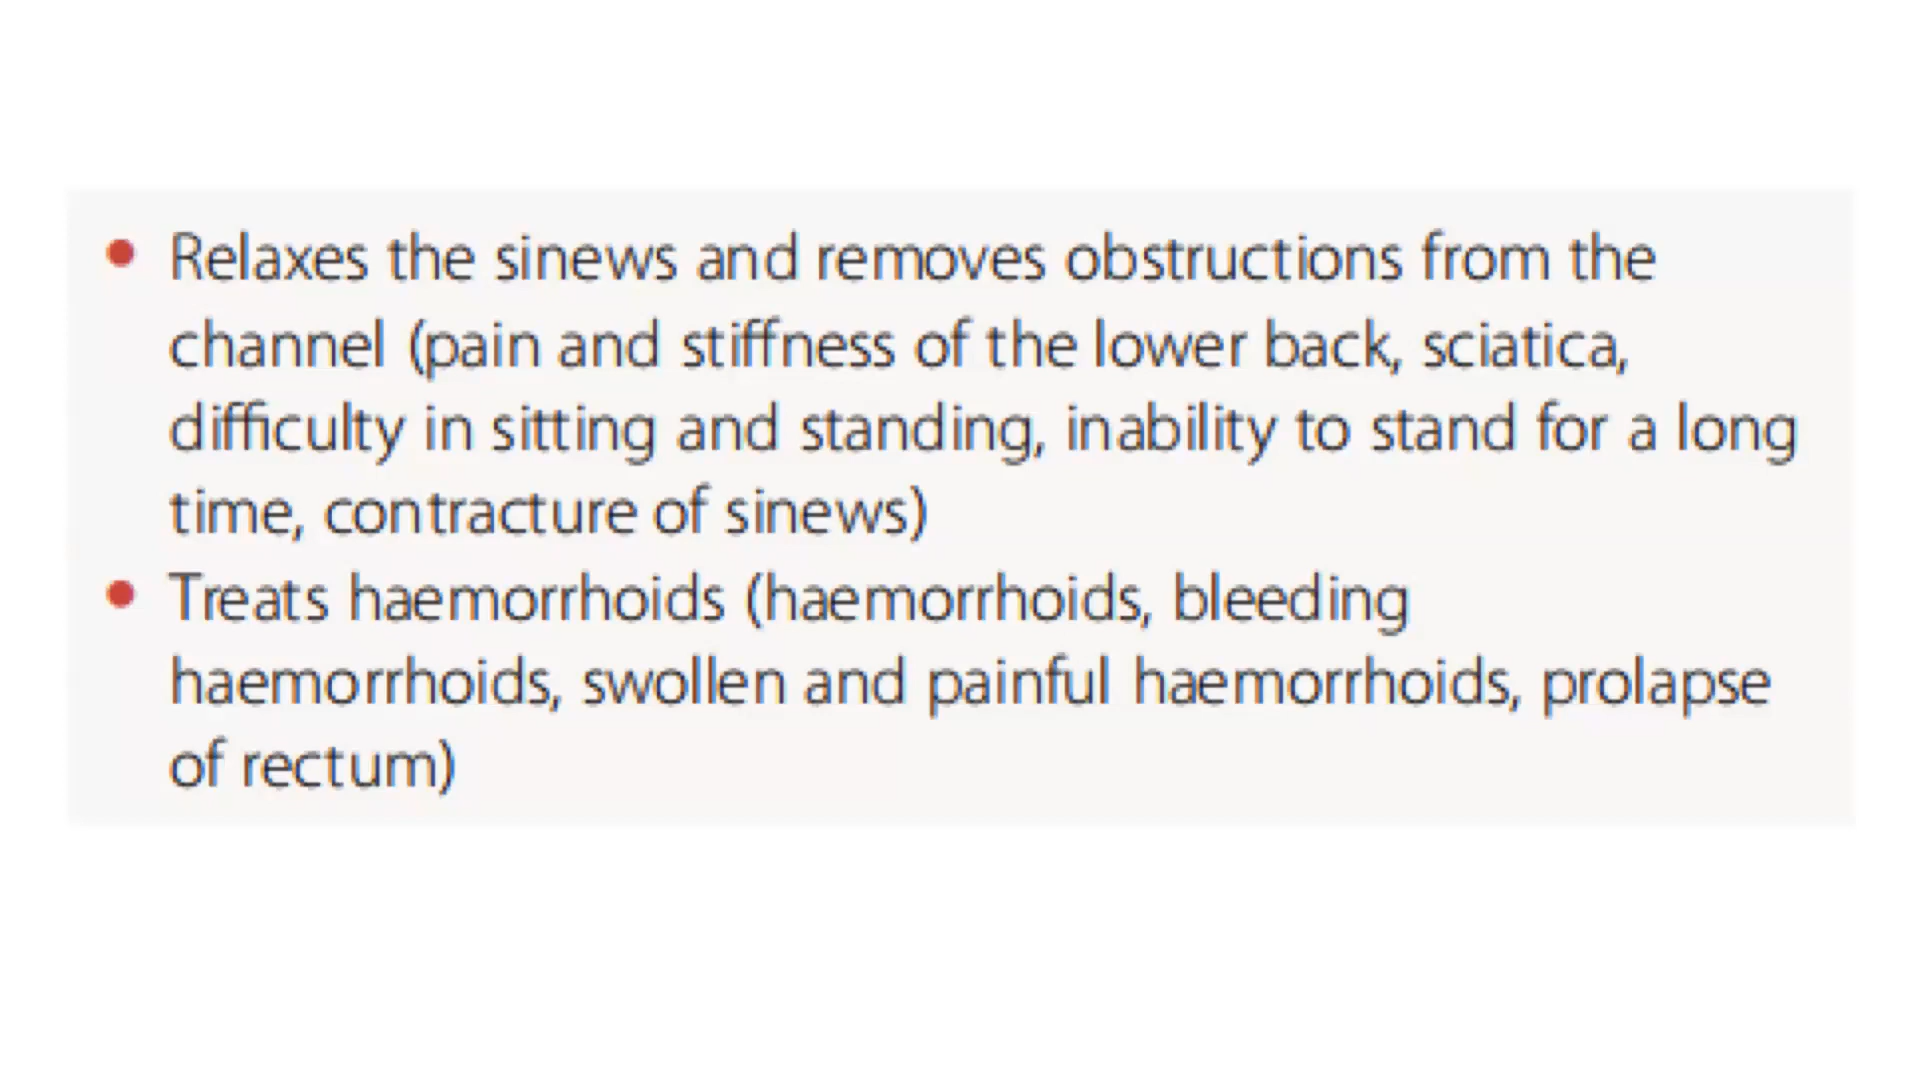 • Relaxes the sinews and removes obstructions from the
channel (pain and stiffness of the lower back, sciatica,
difficulty in sitting and standing, inability to stand for a long
time, contracture of sinews)
• Treats haemorrhoids (haemorrhoids, bleeding
haemorrhoids, swollen and painful haemorrhoids, prolapse
of rectum)